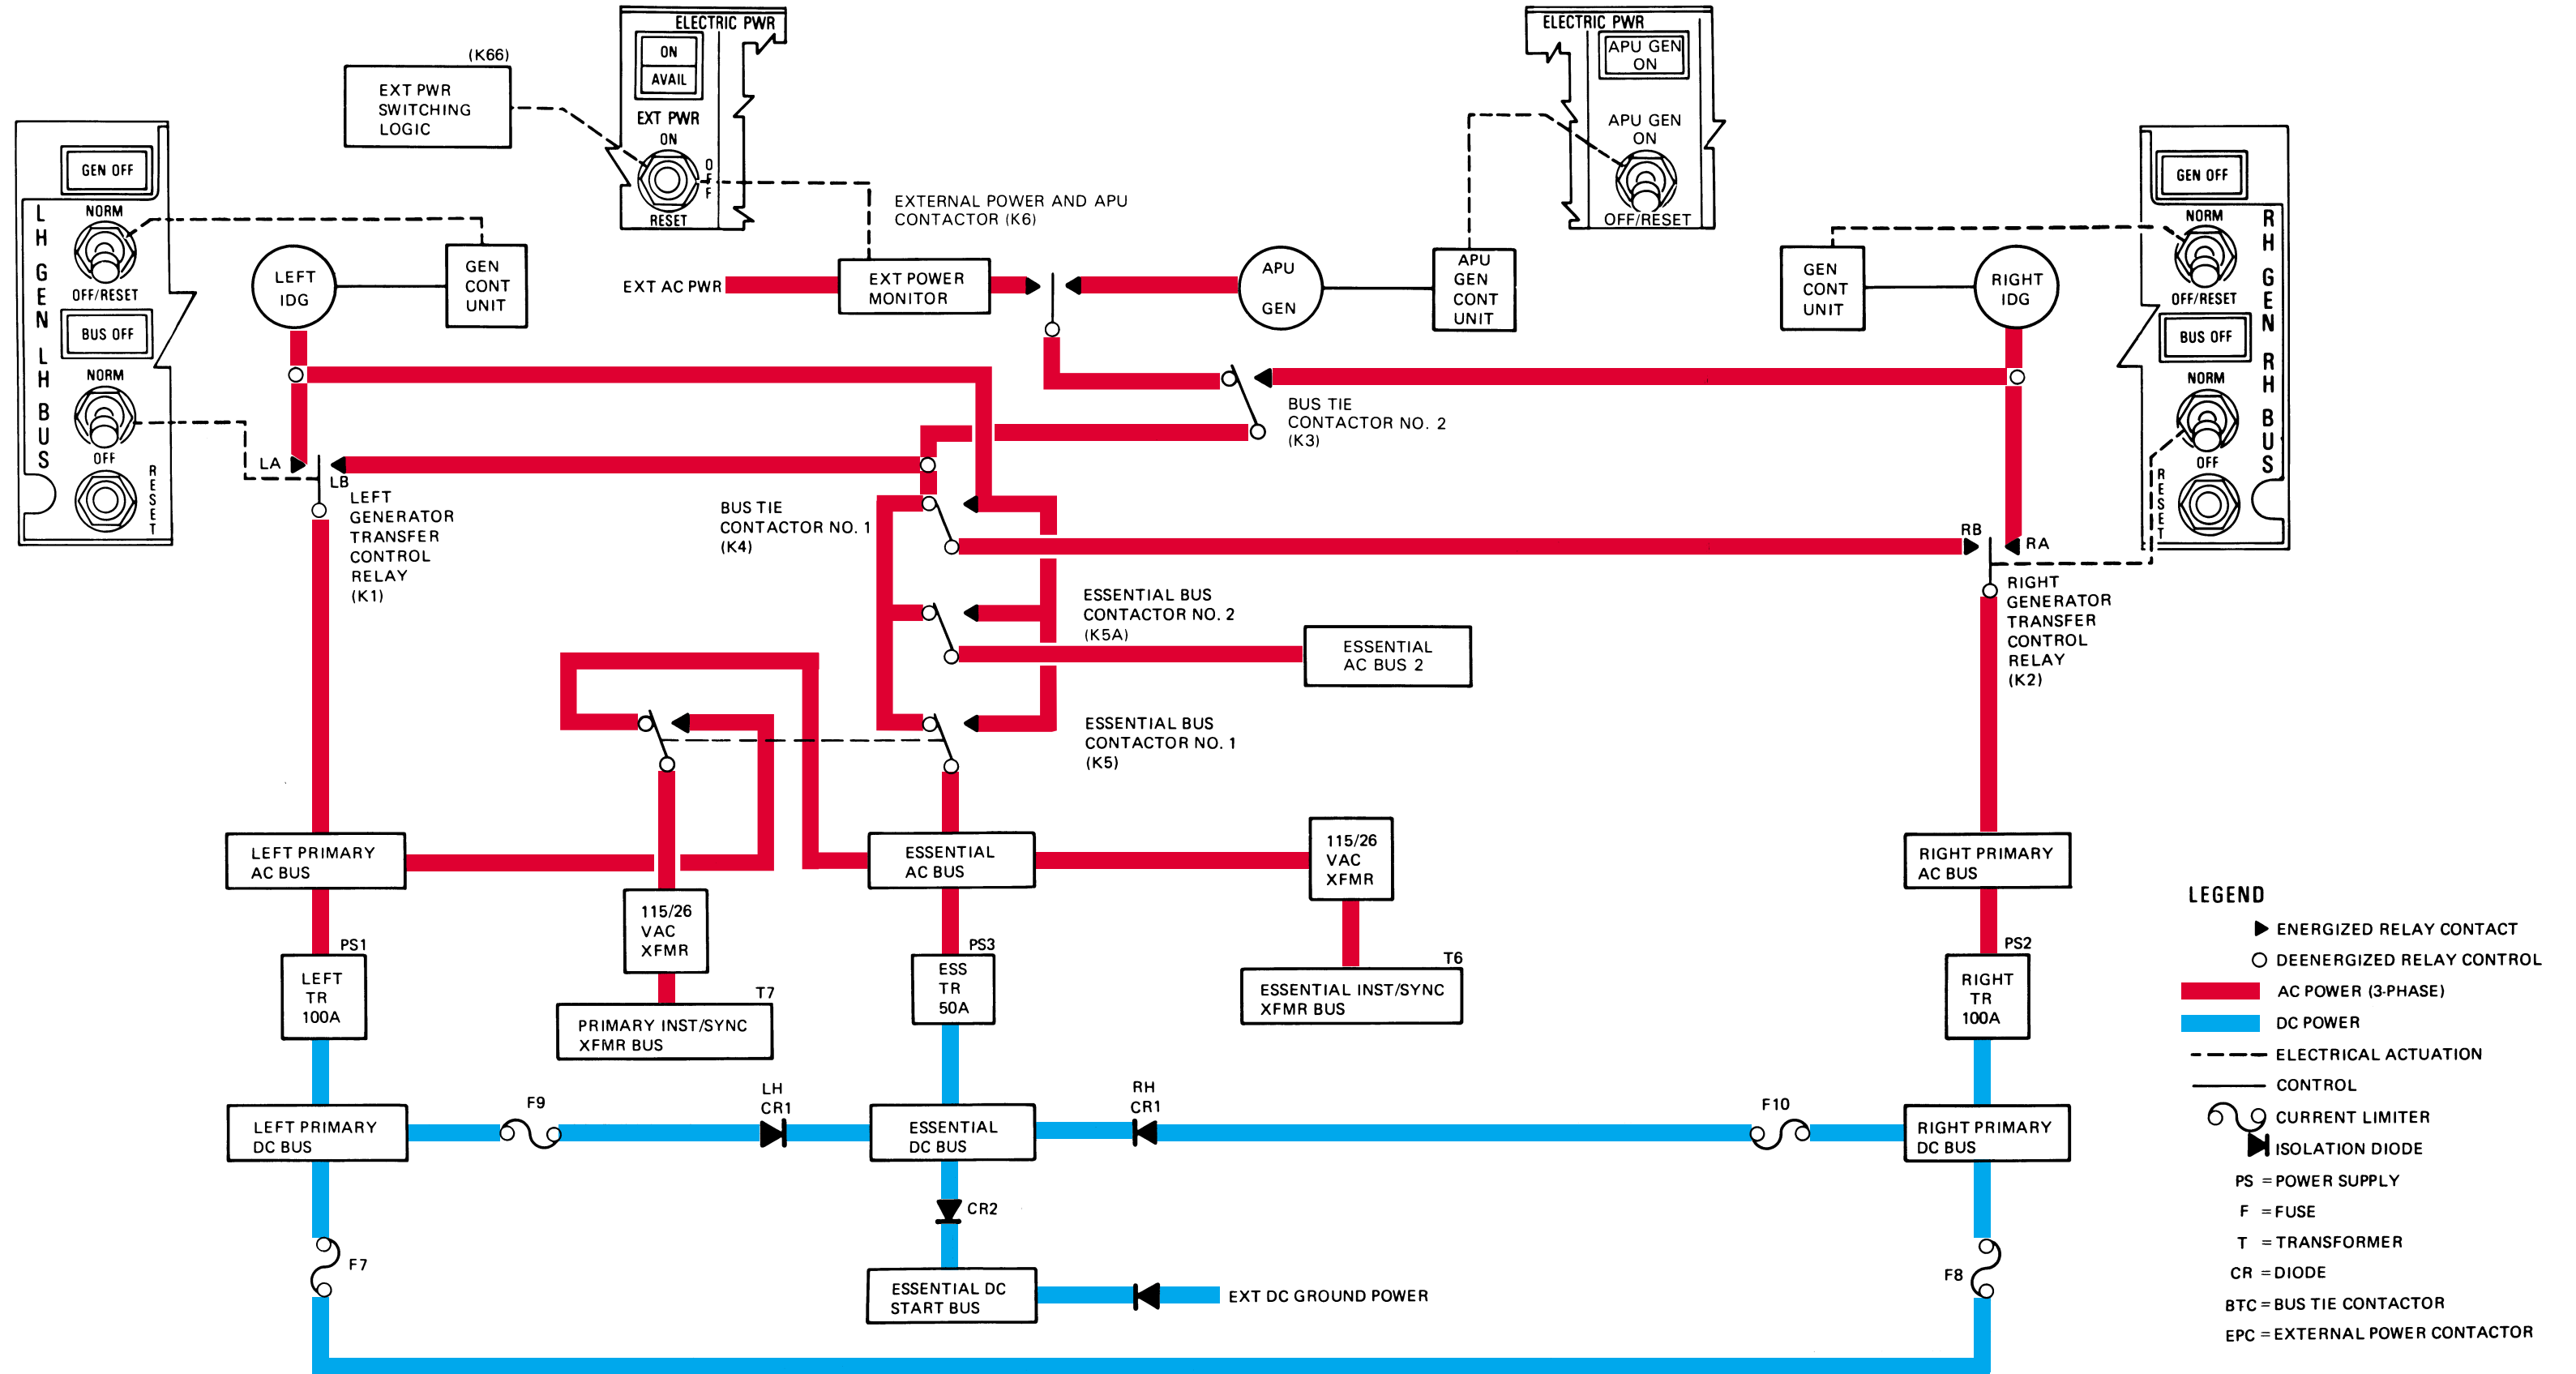 ELECTRIC PWR
ON
AVAIL
EXT PWR
ON
OFF
RESET
(K66)
EXT PWR
SWITCHING
LOGIC
ELECTRIC PWR
APU GEN
ON
APU GEN
ON
OFF/RESET
GEN OFF
NORM
OFF/RESET
BUS OFF
NORM
OFF
RESET
LH GEN LH BUS
GEN OFF
NORM
OFF/RESET
BUS OFF
NORM
OFF
RESET
RH GEN RH BUS
LEFT
IDG
GEN
CONT
UNIT
EXTERNAL POWER AND APU
CONTACTOR (K6)
EXT AC PWR
EXT POWER
MONITOR
APU
GEN
APU
GEN
CONT
UNIT
GEN
CONT
UNIT
RIGHT
IDG
BUS TIE
CONTACTOR NO. 2
(K3)
LA
LB
LEFT
GENERATOR
TRANSFER
CONTROL
RELAY
(K1)
BUS TIE
CONTACTOR NO. 1
(K4)
RB
RA
RIGHT
GENERATOR
TRANSFER
CONTROL
RELAY
(K2)
ESSENTIAL BUS
CONTACTOR NO. 2
(K5A)
ESSENTIAL
AC BUS 2
ESSENTIAL BUS
CONTACTOR NO. 1
(K5)
LEFT PRIMARY
AC BUS
ESSENTIAL
AC BUS
115/26
VAC
XFMR
RIGHT PRIMARY
AC BUS
115/26
VAC
XFMR
PS1
LEFT
TR
100A
PS3
ESS
TR
50A
T6
ESSENTIAL INST/SYNC
XFMR BUS
PS2
RIGHT
TR
100A
T7
PRIMARY INST/SYNC
XFMR BUS
LEFT PRIMARY
DC BUS
F9
LH
CR1
ESSENTIAL
DC BUS
RH
CR1
F10
RIGHT PRIMARY
DC BUS
CR2
F7
F8
ESSENTIAL DC
START BUS
EXT DC GROUND POWER
LEGEND
ENERGIZED RELAY CONTACT
DEENERGIZED RELAY CONTROL
AC POWER (3-PHASE)
DC POWER
ELECTRICAL ACTUATION
CONTROL
CURRENT LIMITER
ISOLATION DIODE
PS = POWER SUPPLY
F = FUSE
T = TRANSFORMER
CR = DIODE
BTC = BUS TIE CONTACTOR
EPC = EXTERNAL POWER CONTACTOR